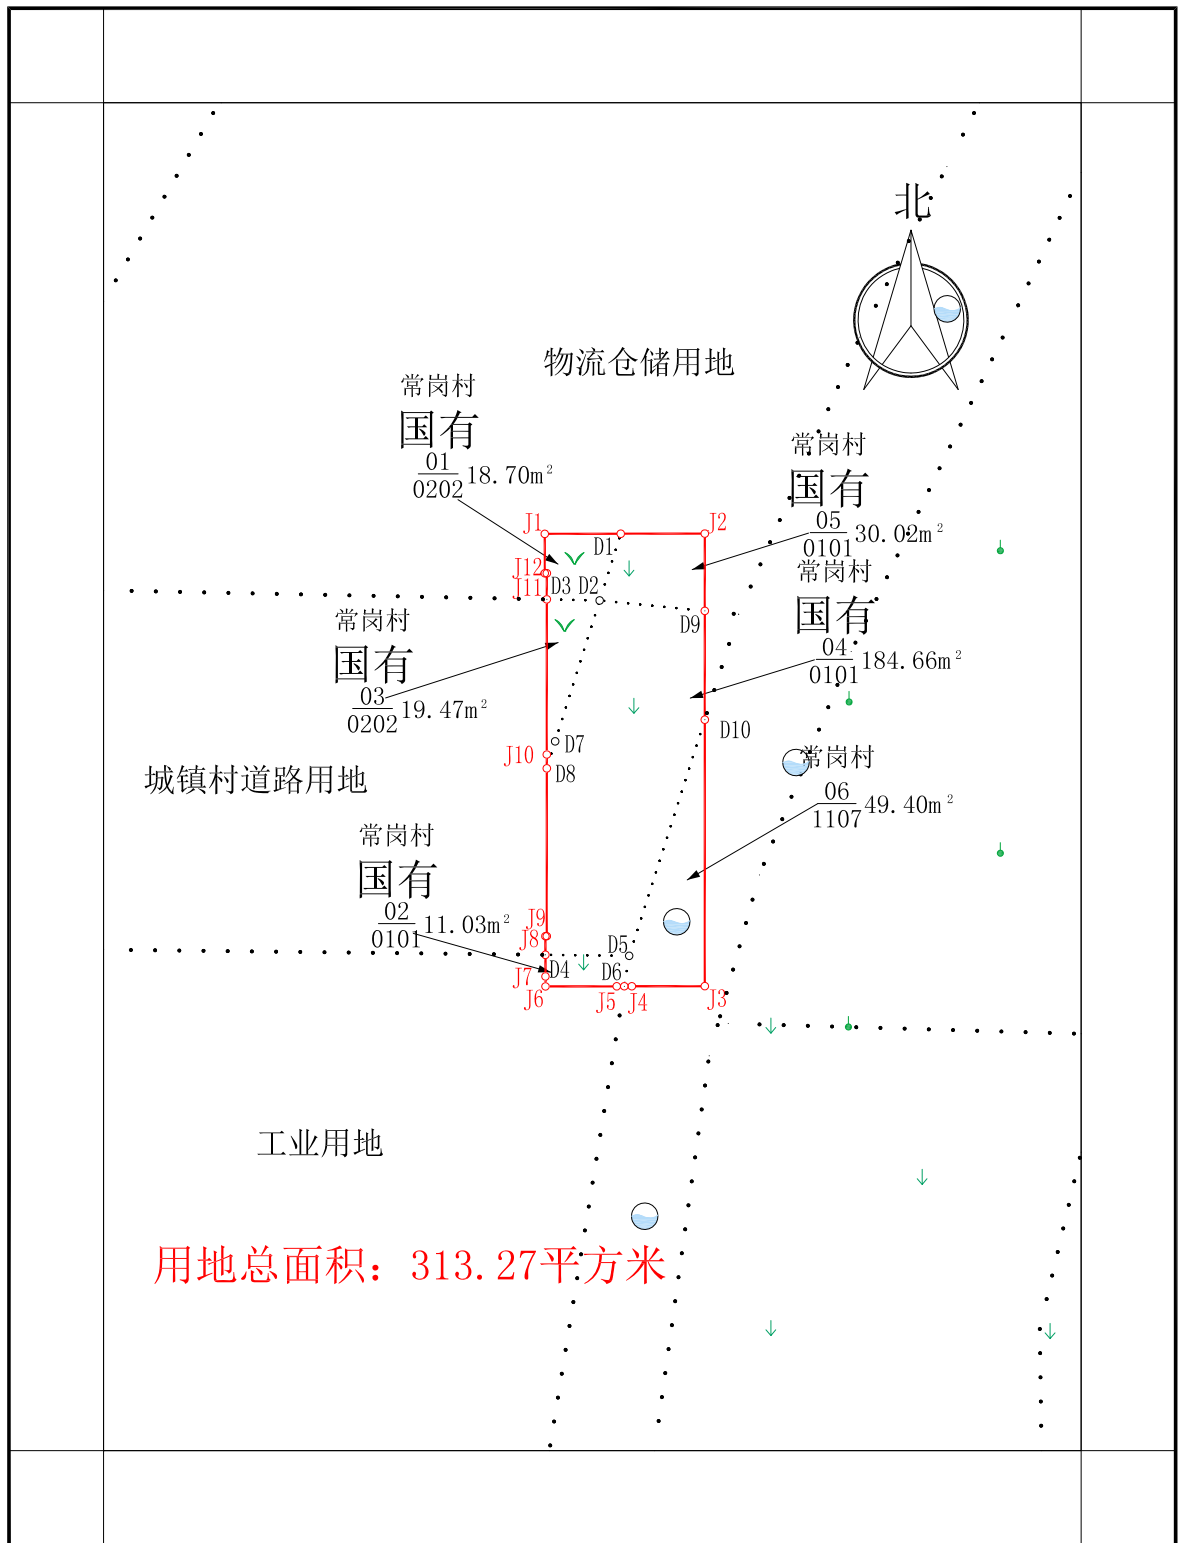 北
物流仓储用地
常岗村
国有
01
0202
18.70m²
常岗村
国有
05
0101
30.02m²
J1
D1
J2
J12
J11
D3
D2
常岗村
国有
04
0101
184.66m²
D9
常岗村
国有
03
0202
19.47m²
D10
D7
J10
D8
城镇村道路用地
常岗村
06
1107
49.40m²
常岗村
国有
02
0101
11.03m²
J9
J8
D5
D4
D6
J7
J6
J5
J4
J3
工业用地
用地总面积：313.27平方米